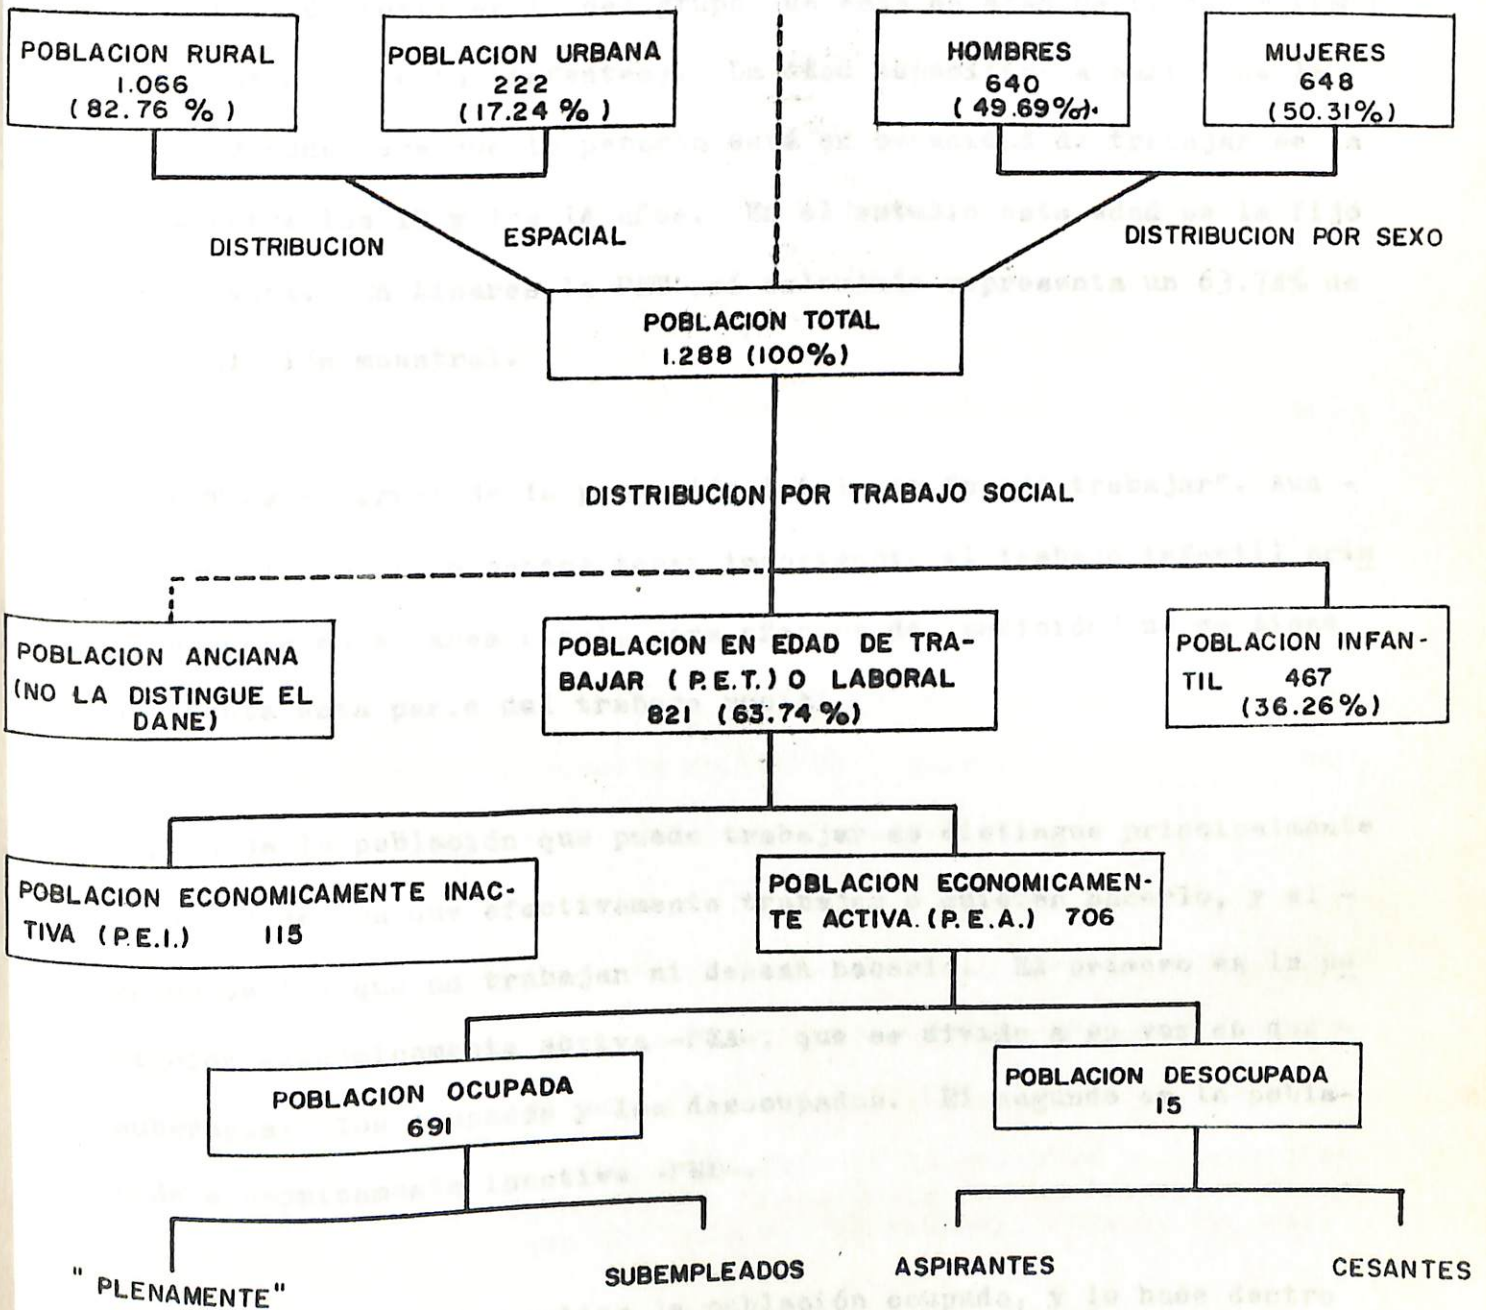 POBLACION RURAL
1.066
(82.76 %)
POBLACION URBANA
222
(17.24 %)
HOMBRES
640
(49.69%).
MUJERES
648
(50.31%)
DISTRIBUCION ESPACIAL
DISTRIBUCION POR SEXO
POBLACION TOTAL
1.288 (100%)
DISTRIBUCION POR TRABAJO SOCIAL
POBLACION ANCIANA
(NO LA DISTINGUE EL
DANE)
POBLACION EN EDAD DE TRA-
BAJAR (P.E.T.) O LABORAL
821 (63.74%)
POBLACION INFAN-
TIL 467
(36.26%)
POBLACION ECONOMICAMENTE INAC-
TIVA (P.E.I.) 115
POBLACION ECONOMICAMEN-
TE ACTIVA. (P.E.A.) 706
POBLACION OCUPADA
691
POBLACION DESOCUPADA
15
" PLENAMENTE"
SUBEMPLEADOS
ASPIRANTES
CESANTES